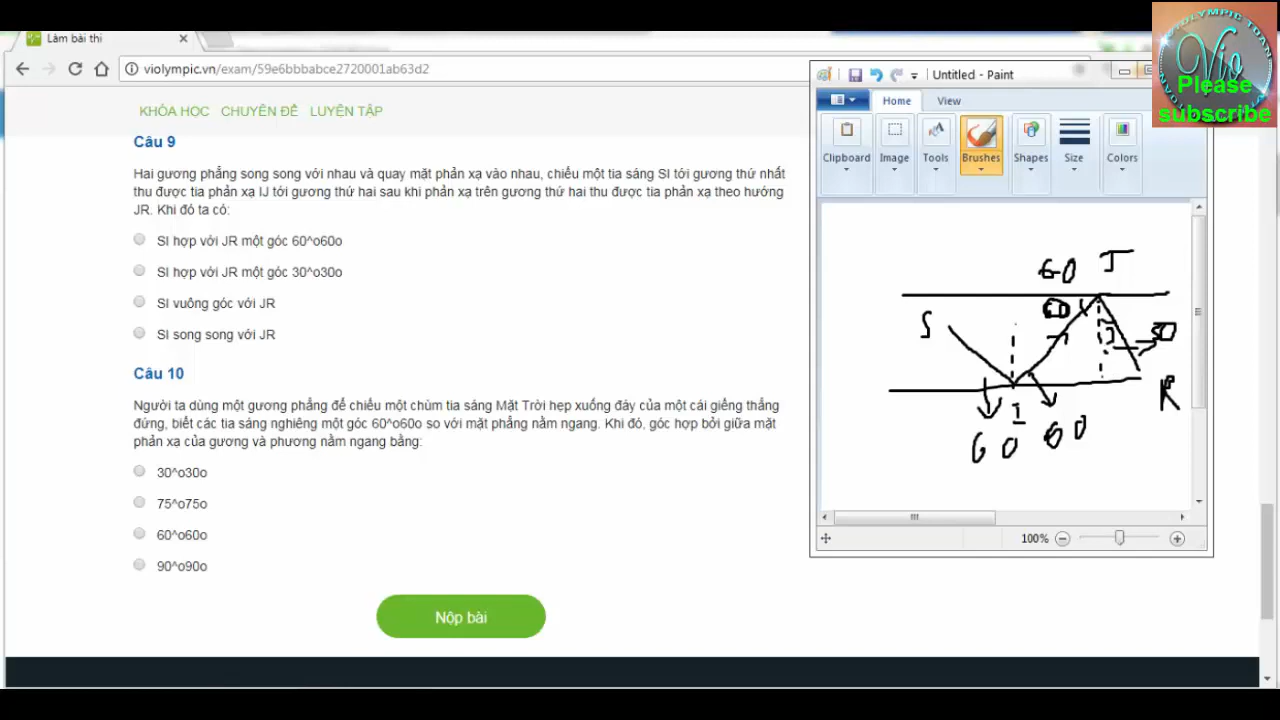 Làm bài thi
violympic.vn/exam/59e6bbbabce2720001ab63d2
KHÓA HỌC CHUYÊN ĐỀ LUYỆN TẬP
Câu 9
Hai gương phẳng song song với nhau và quay mặt phản xạ vào nhau, chiếu một tia sáng SI tới gương thứ nhất
thu được tia phản xạ IJ tới gương thứ hai sau khi phản xạ trên gương thứ hai thu được tia phản xạ theo hướng
JR. Khi đó ta có:
SI hợp với JR một góc 60^o60o
SI hợp với JR một góc 30^o30o
SI vuông góc với JR
SI song song với JR
Câu 10
Người ta dùng một gương phẳng để chiếu một chùm tia sáng Mặt Trời hẹp xuống đáy của một cái giếng thẳng
đứng, biết các tia sáng nghiêng một góc 60^o60o so với mặt phẳng nằm ngang. Khi đó, góc hợp bởi giữa mặt
phản xạ của gương và phương nằm ngang bằng:
30^o30o
75^o75o
60^o60o
90^o90o
Nộp bài
Untitled - Paint
Home View
Clipboard Image Tools Brushes Shapes Size Colors
60 J
S
I R
60 60
100%
VIOLYMPIC TOAN
Vio
Please
subscribe